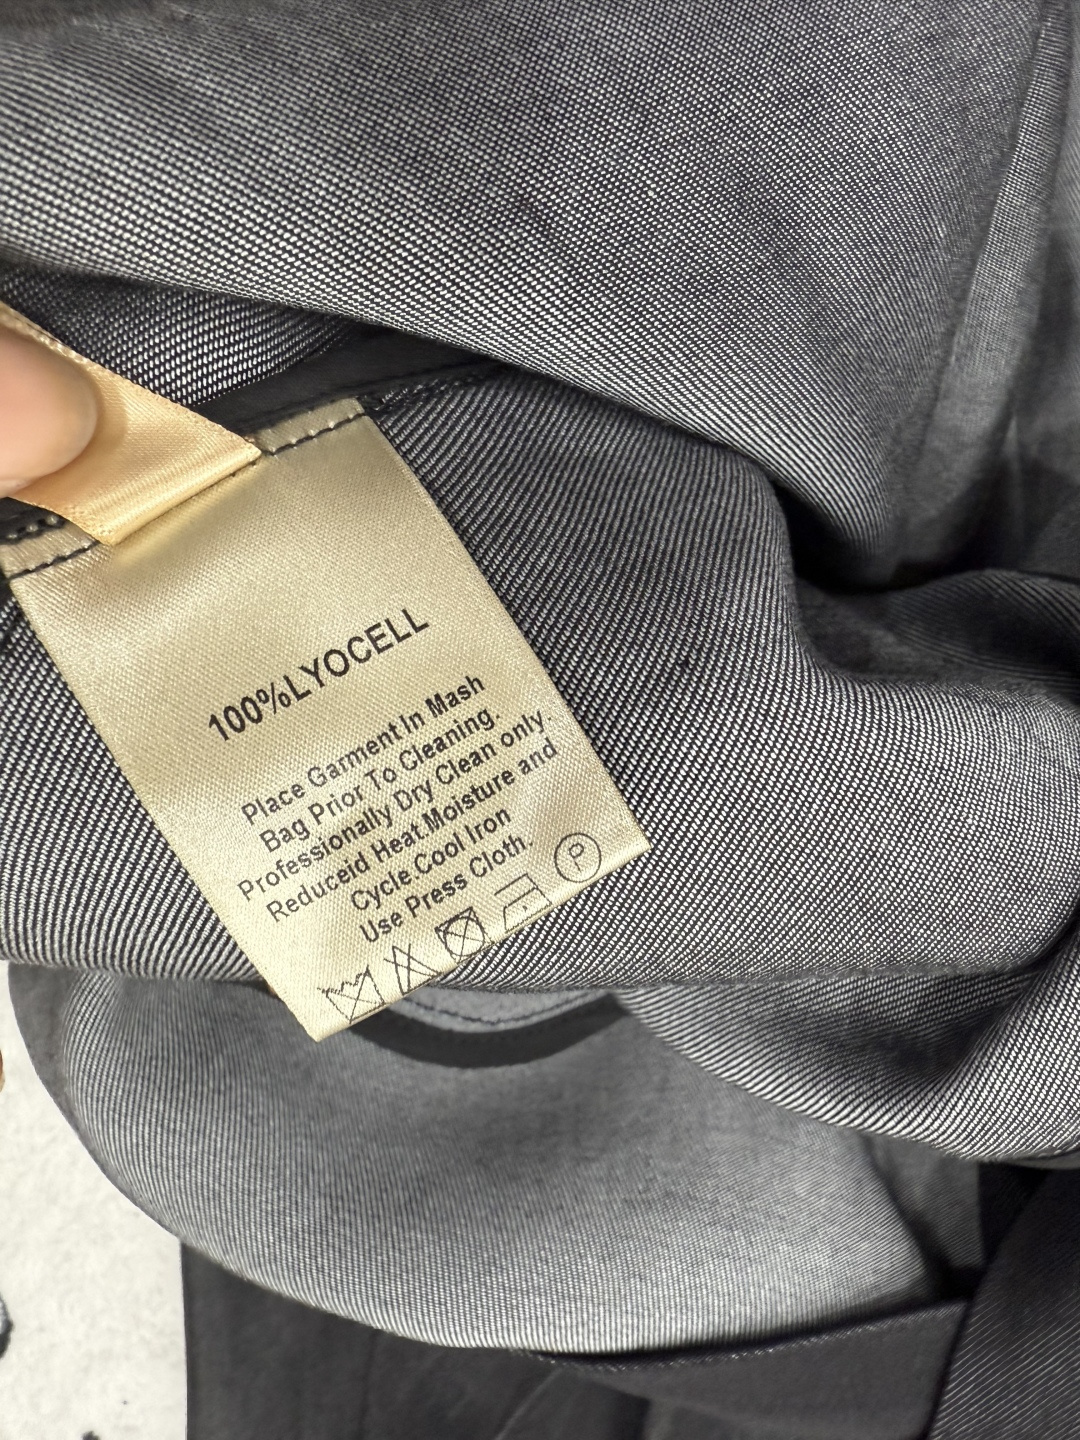 100%LYOCELL
Place Garment In Mash
Bag Prior To Cleaning.
Professionally Dry Clean only.
Reduceid Heat Moisture and
Cycle Cool Iron
Use Press Cloth.
P